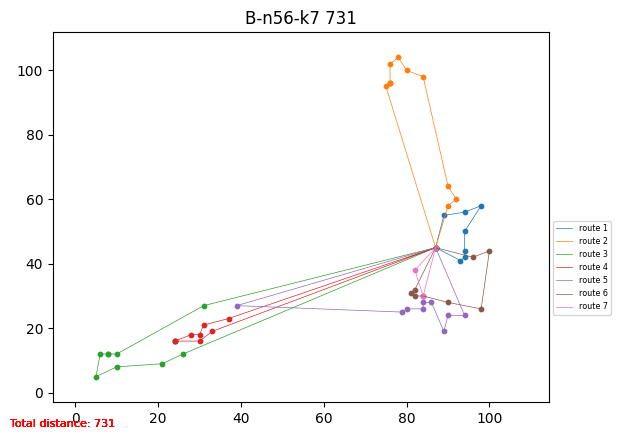 B-n56-k7 731
100
80
60
40
20
0
0 20 40 60 80 100
route 1
route 2
route 3
route 4
route 5
route 6
route 7
Total distance: 731